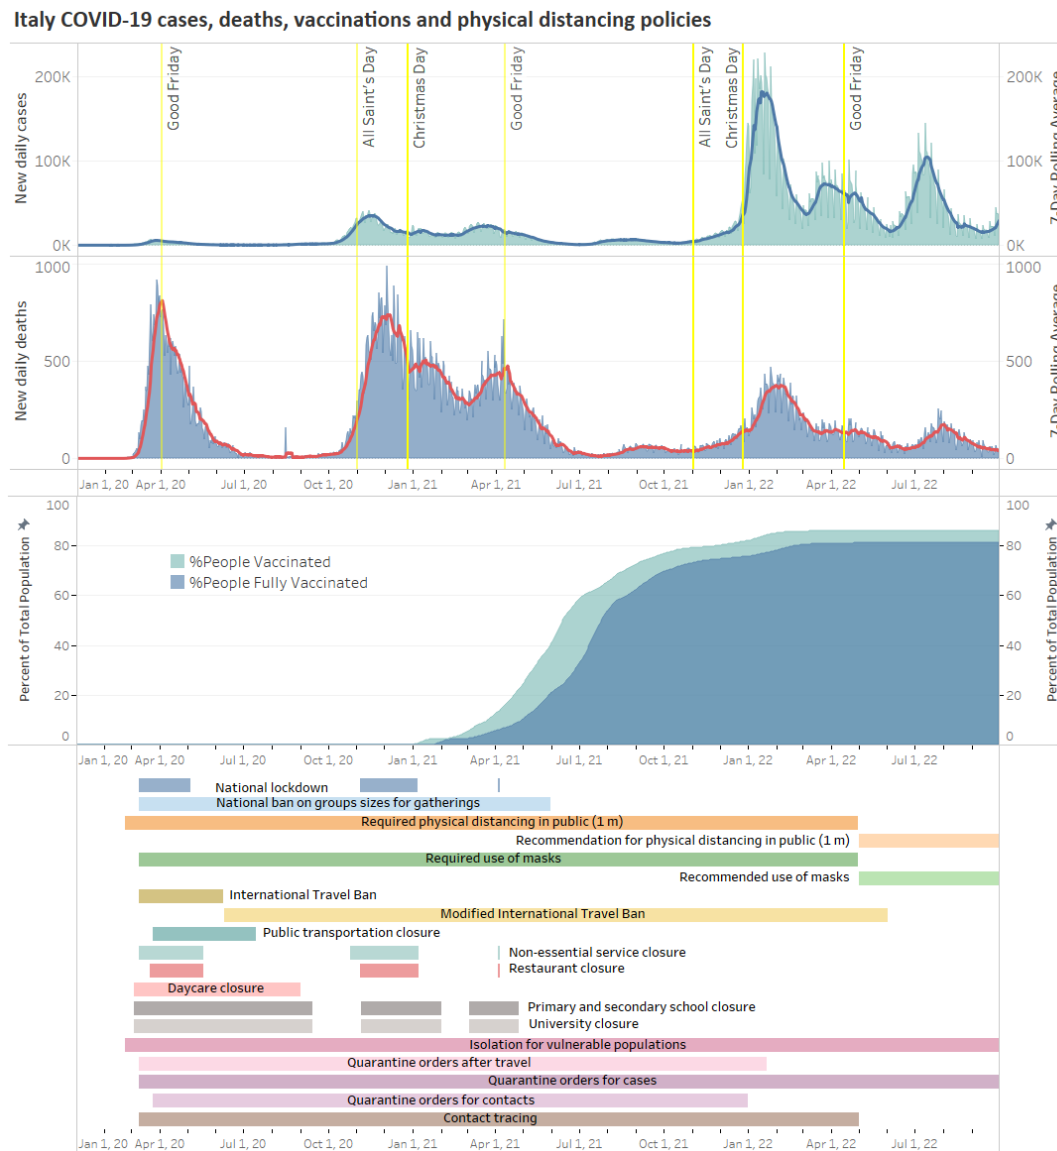 Italy COVID-19 cases, deaths, vaccinations and physical distancing policies
New daily cases
200K
100K
0K
Good Friday
All Saint's Day
Christmas Day
Good Friday
All Saint's Day
Christmas Day
Good Friday
200K
100K
0K
7-Day Rolling Average
New daily deaths
1000
500
0
1000
500
0
7-Day Rolling Average
Jan 1, 20 Apr 1, 20 Jul 1, 20 Oct 1, 20 Jan 1, 21 Apr 1, 21 Jul 1, 21 Oct 1, 21 Jan 1, 22 Apr 1, 22 Jul 1, 22
Percent of Total Population
100
80
60
40
20
0
%People Vaccinated
%People Fully Vaccinated
100
80
60
40
20
0
Percent of Total Population
Jan 1, 20 Apr 1, 20 Jul 1, 20 Oct 1, 20 Jan 1, 21 Apr 1, 21 Jul 1, 21 Oct 1, 21 Jan 1, 22 Apr 1, 22 Jul 1, 22
National lockdown
National ban on groups sizes for gatherings
Required physical distancing in public (1 m)
Recommendation for physical distancing in public (1 m)
Required use of masks
Recommended use of masks
International Travel Ban
Modified International Travel Ban
Public transportation closure
Non-essential service closure
Restaurant closure
Daycare closure
Primary and secondary school closure
University closure
Isolation for vulnerable populations
Quarantine orders after travel
Quarantine orders for cases
Quarantine orders for contacts
Contact tracing
Jan 1, 20 Apr 1, 20 Jul 1, 20 Oct 1, 20 Jan 1, 21 Apr 1, 21 Jul 1, 21 Oct 1, 21 Jan 1, 22 Apr 1, 22 Jul 1, 22